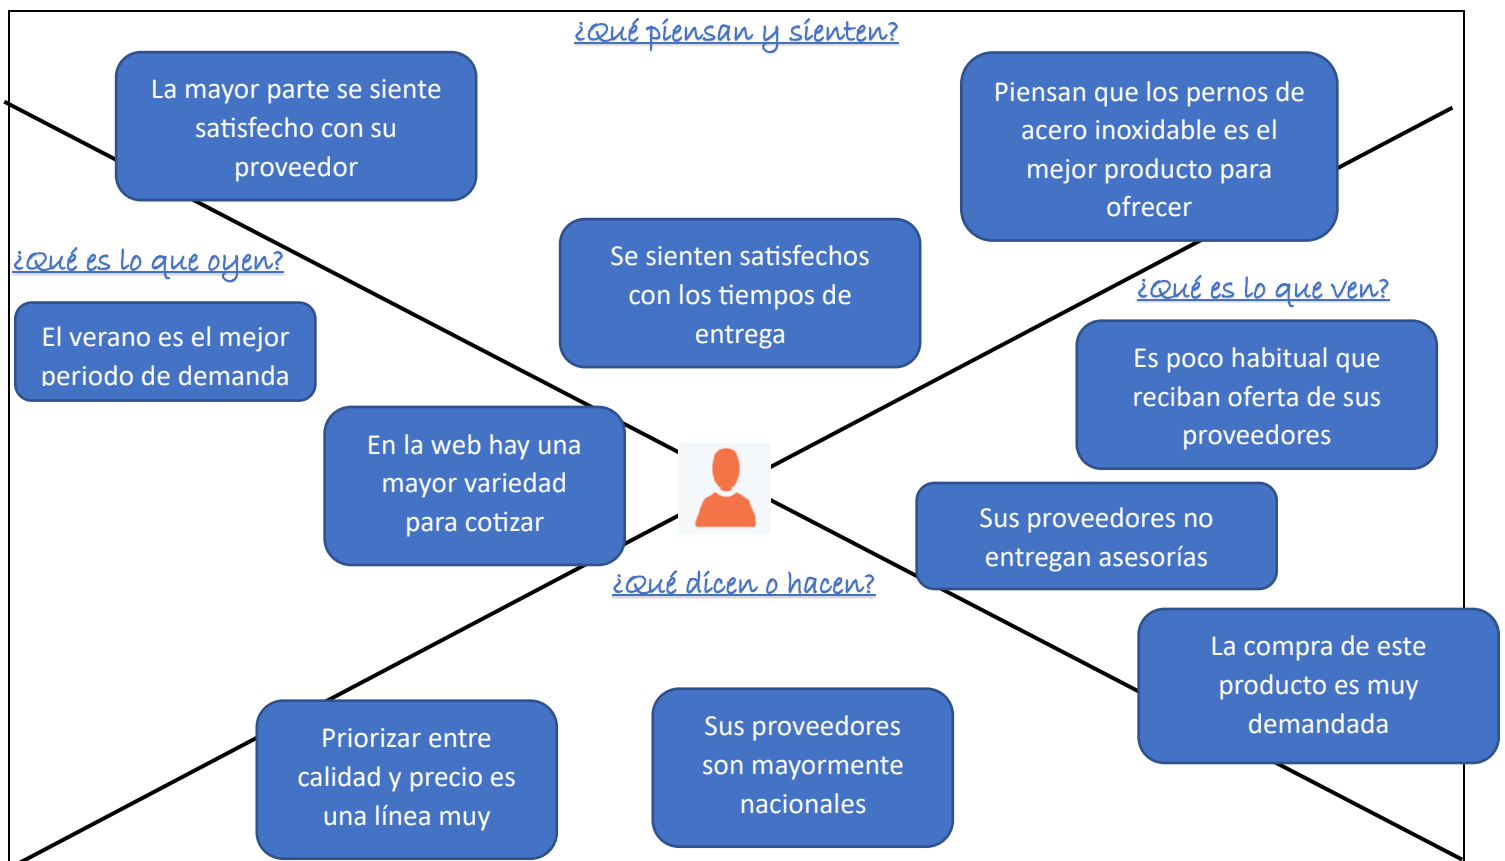 ¿Qué piensan y sienten?
La mayor parte se siente
satisfecho con su
proveedor
Piensan que los pernos de
acero inoxidable es el
mejor producto para
ofrecer
Se sienten satisfechos
con los tiempos de
entrega
¿Qué es lo que oyen?
El verano es el mejor
periodo de demanda
En la web hay una
mayor variedad
para cotizar
¿Qué es lo que ven?
Es poco habitual que
reciban oferta de sus
proveedores
Sus proveedores no
entregan asesorías
La compra de este
producto es muy
demandada
¿Qué dicen o hacen?
Priorizar entre
calidad y precio es
una línea muy
Sus proveedores
son mayormente
nacionales